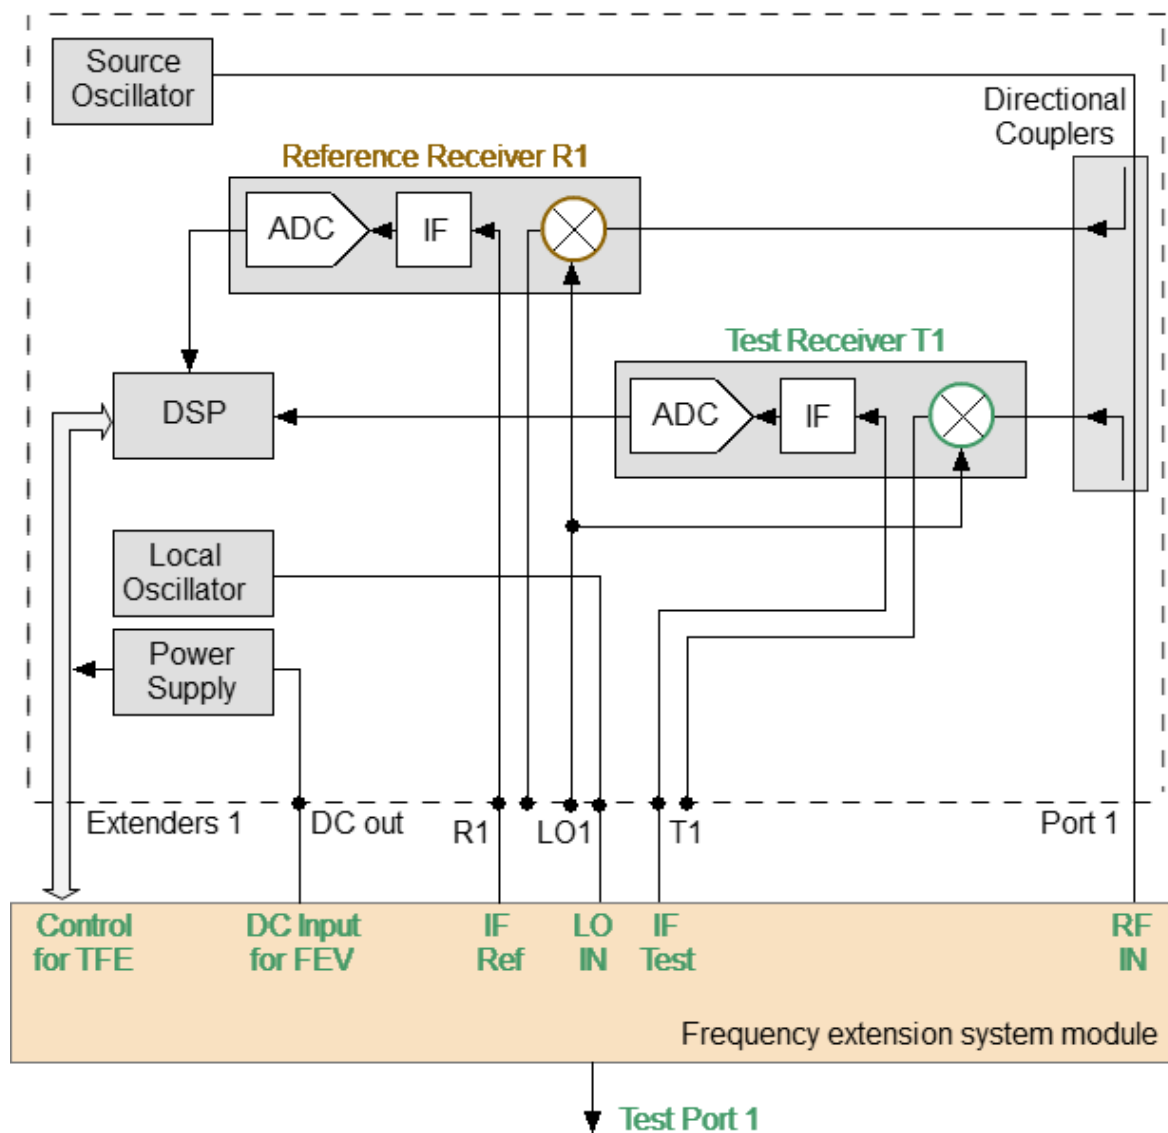 Source
Oscillator
Directional
Couplers
Reference Receiver R1
ADC
IF
Test Receiver T1
ADC
IF
DSP
Local
Oscillator
Power
Supply
Extenders 1
DC out
R1
LO1
T1
Port 1
Control
for TFE
DC Input
for FEV
IF
Ref
LO
IN
IF
Test
RF
IN
Frequency extension system module
Test Port 1